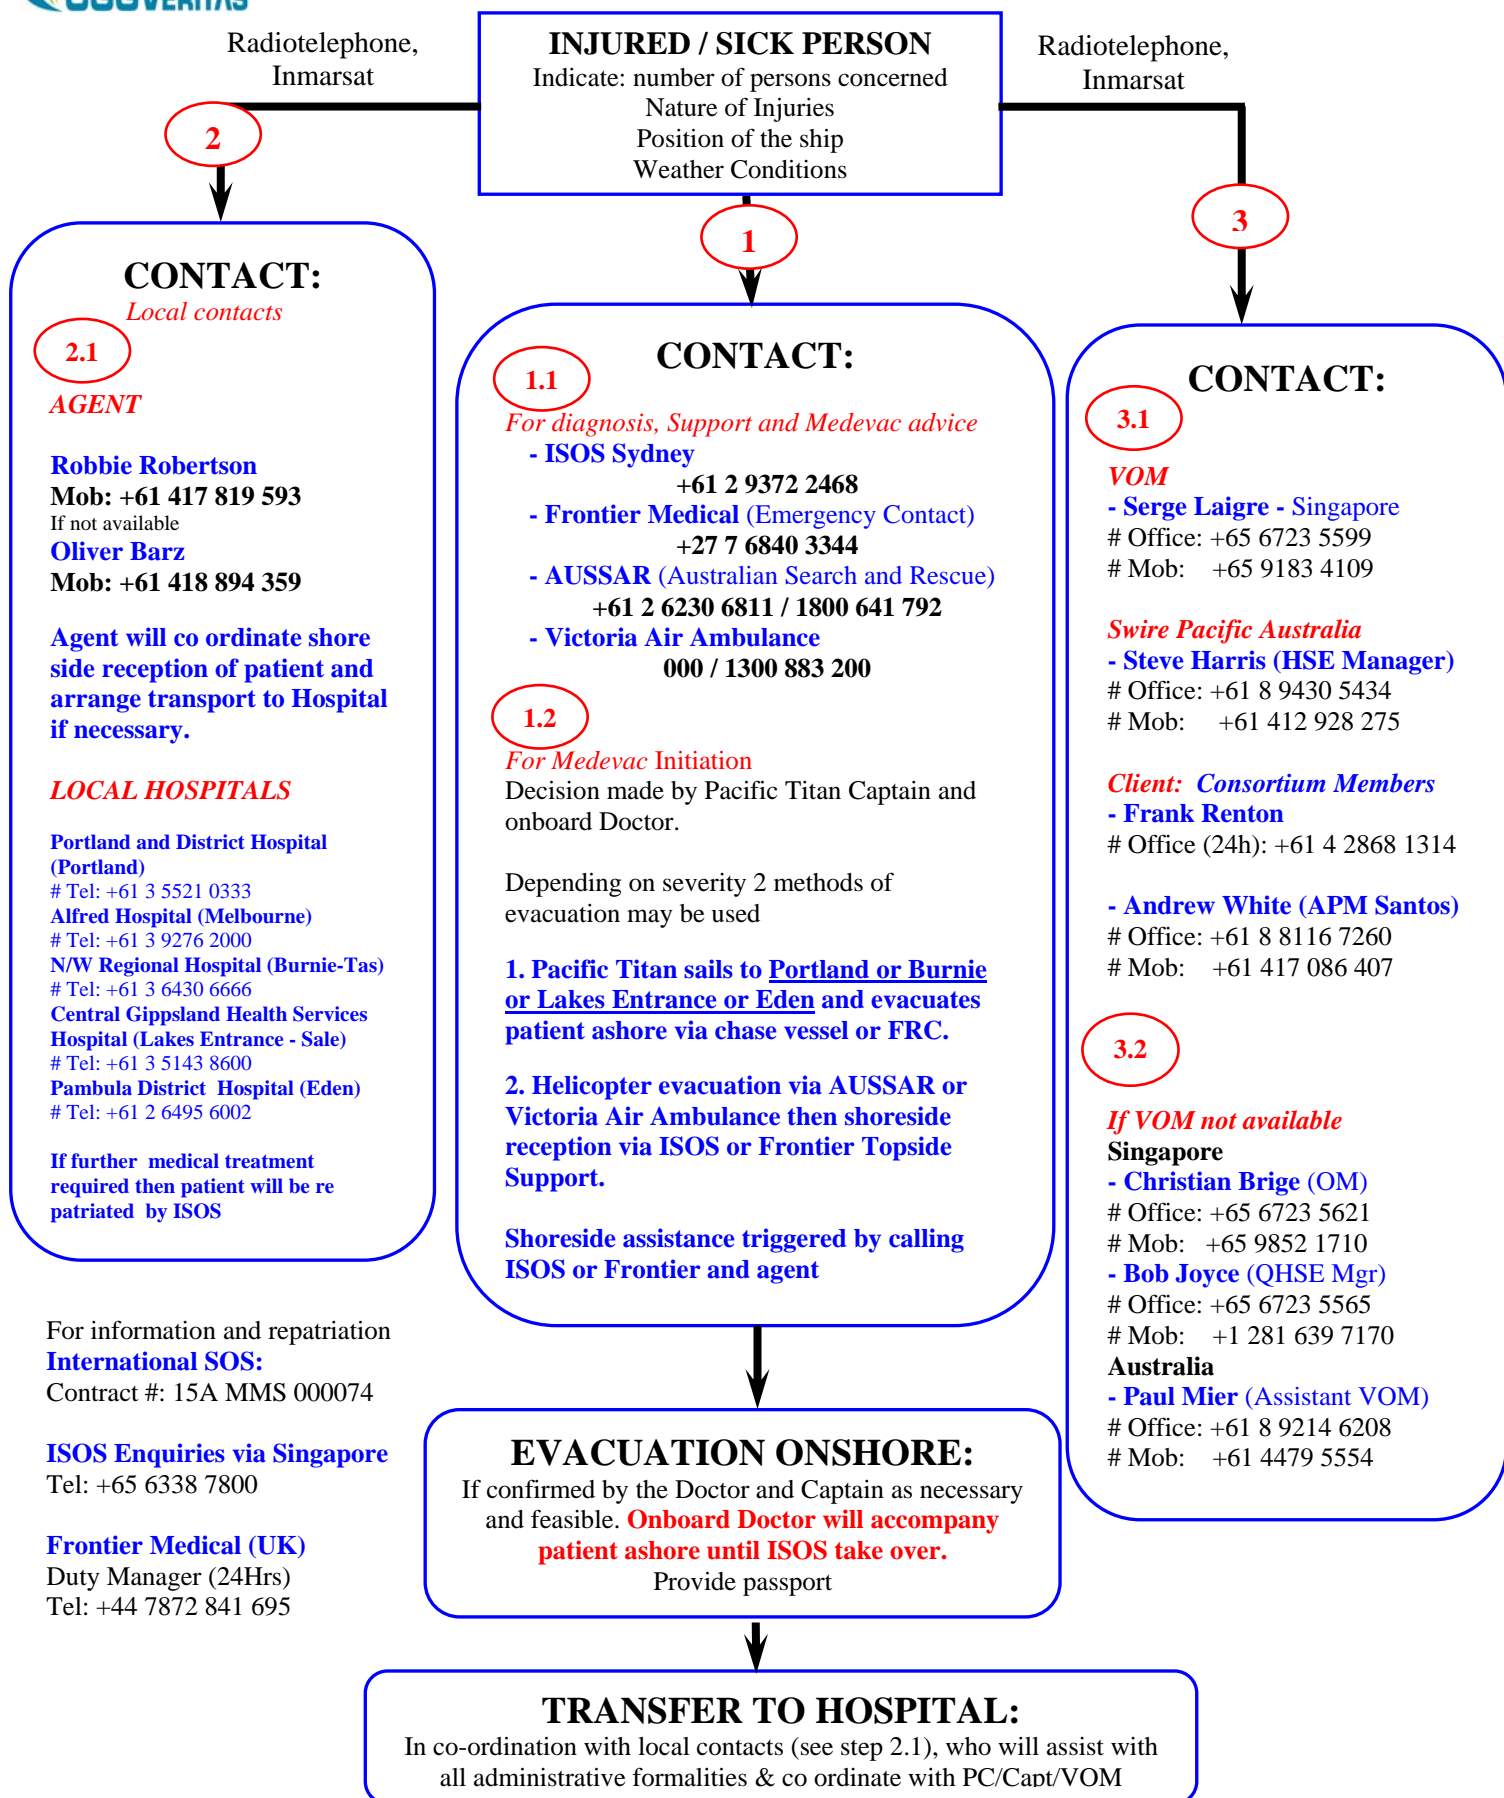 Radiotelephone,
Inmarsat
INJURED / SICK PERSON
Indicate: number of persons concerned
Nature of Injuries
Position of the ship
Weather Conditions
Radiotelephone,
Inmarsat
2
1
3
CONTACT:
Local contacts
2.1
AGENT
Robbie Robertson
Mob: +61 417 819 593
If not available
Oliver Barz
Mob: +61 418 894 359
Agent will co ordinate shore
side reception of patient and
arrange transport to Hospital
if necessary.
LOCAL HOSPITALS
Portland and District Hospital
(Portland)
# Tel: +61 3 5521 0333
Alfred Hospital (Melbourne)
# Tel: +61 3 9276 2000
N/W Regional Hospital (Burnie-Tas)
# Tel: +61 3 6430 6666
Central Gippsland Health Services
Hospital (Lakes Entrance - Sale)
# Tel: +61 3 5143 8600
Pambula District Hospital (Eden)
# Tel: +61 2 6495 6002
If further medical treatment
required then patient will be re
patriated by ISOS
For information and repatriation
International SOS:
Contract #: 15A MMS 000074
ISOS Enquiries via Singapore
Tel: +65 6338 7800
Frontier Medical (UK)
Duty Manager (24Hrs)
Tel: +44 7872 841 695
CONTACT:
1.1
For diagnosis, Support and Medevac advice
- ISOS Sydney
+61 2 9372 2468
- Frontier Medical (Emergency Contact)
+27 7 6840 3344
- AUSSAR (Australian Search and Rescue)
+61 2 6230 6811 / 1800 641 792
- Victoria Air Ambulance
000 / 1300 883 200
1.2
For Medevac Initiation
Decision made by Pacific Titan Captain and
onboard Doctor.
Depending on severity 2 methods of
evacuation may be used
1. Pacific Titan sails to Portland or Burnie
or Lakes Entrance or Eden and evacuates
patient ashore via chase vessel or FRC.
2. Helicopter evacuation via AUSSAR or
Victoria Air Ambulance then shoreside
reception via ISOS or Frontier Topside
Support.
Shoreside assistance triggered by calling
ISOS or Frontier and agent
CONTACT:
3.1
VOM
- Serge Laigre - Singapore
# Office: +65 6723 5599
# Mob: +65 9183 4109
Swire Pacific Australia
- Steve Harris (HSE Manager)
# Office: +61 8 9430 5434
# Mob: +61 412 928 275
Client: Consortium Members
- Frank Renton
# Office (24h): +61 4 2868 1314
- Andrew White (APM Santos)
# Office: +61 8 8116 7260
# Mob: +61 417 086 407
3.2
If VOM not available
Singapore
- Christian Brige (OM)
# Office: +65 6723 5621
# Mob: +65 9852 1710
- Bob Joyce (QHSE Mgr)
# Office: +65 6723 5565
# Mob: +1 281 639 7170
Australia
- Paul Mier (Assistant VOM)
# Office: +61 8 9214 6208
# Mob: +61 4479 5554
EVACUATION ONSHORE:
If confirmed by the Doctor and Captain as necessary
and feasible. Onboard Doctor will accompany
patient ashore until ISOS take over.
Provide passport
TRANSFER TO HOSPITAL:
In co-ordination with local contacts (see step 2.1), who will assist with
all administrative formalities & co ordinate with PC/Capt/VOM